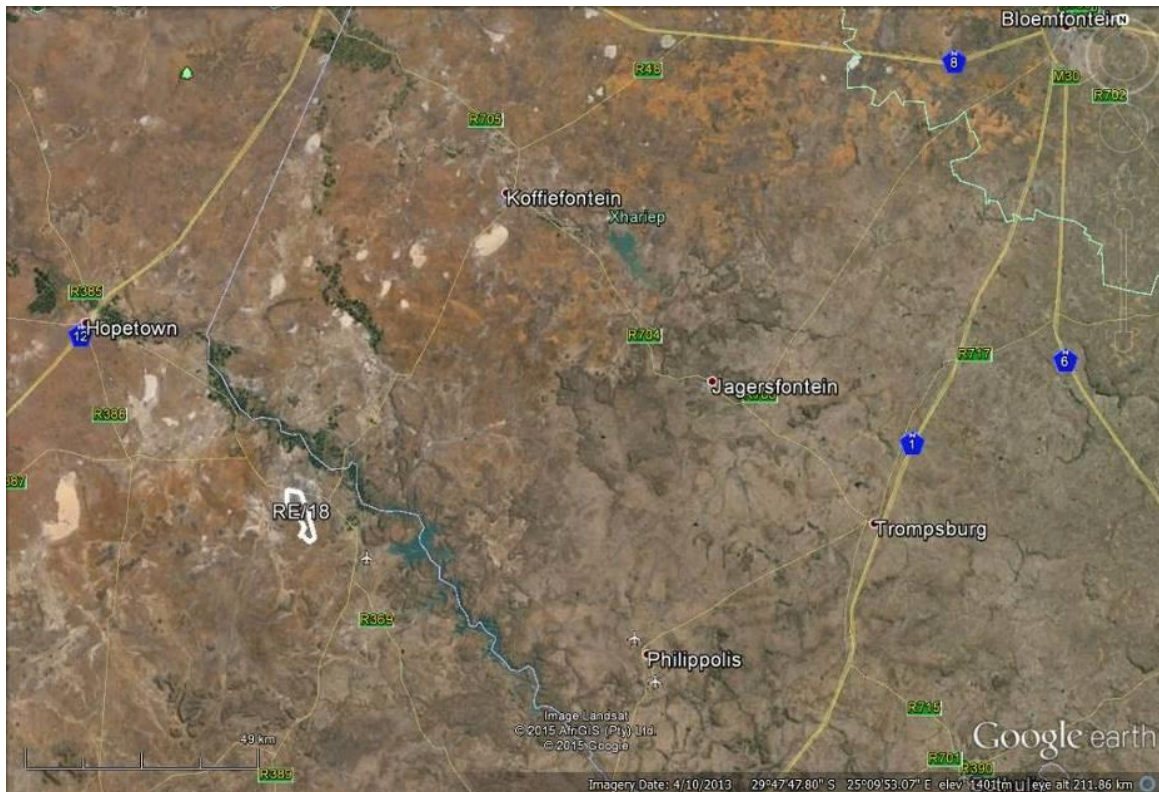 Bloemfontein
N
8
R48
M30
R702
R705
Koffiefontein
Xhariep
R385
Hopetown
12
R704
R717
6
Jagersfontein
R388
1
RE/18
Trompsburg
R369
Philippolis
Image Landsat
© 2015 AfriGIS (Pty) Ltd.
© 2015 Google
R715
Google earth
49 km
R701
R390
R389
Imagery Date: 4/10/2013 29°47'47.80" S 25°09'53.07" E elev 1401 m eye alt 211.86 km